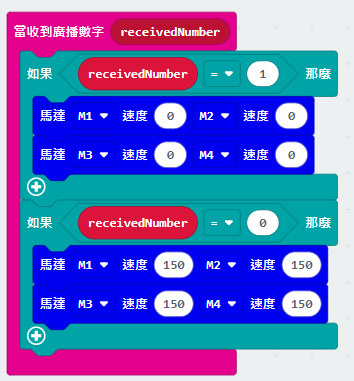 當收到廣播數字 receivedNumber
如果 receivedNumber = 1 那麼
馬達 M1 速度 0 M2 速度 0
馬達 M3 速度 0 M4 速度 0
如果 receivedNumber = 0 那麼
馬達 M1 速度 150 M2 速度 150
馬達 M3 速度 150 M4 速度 150